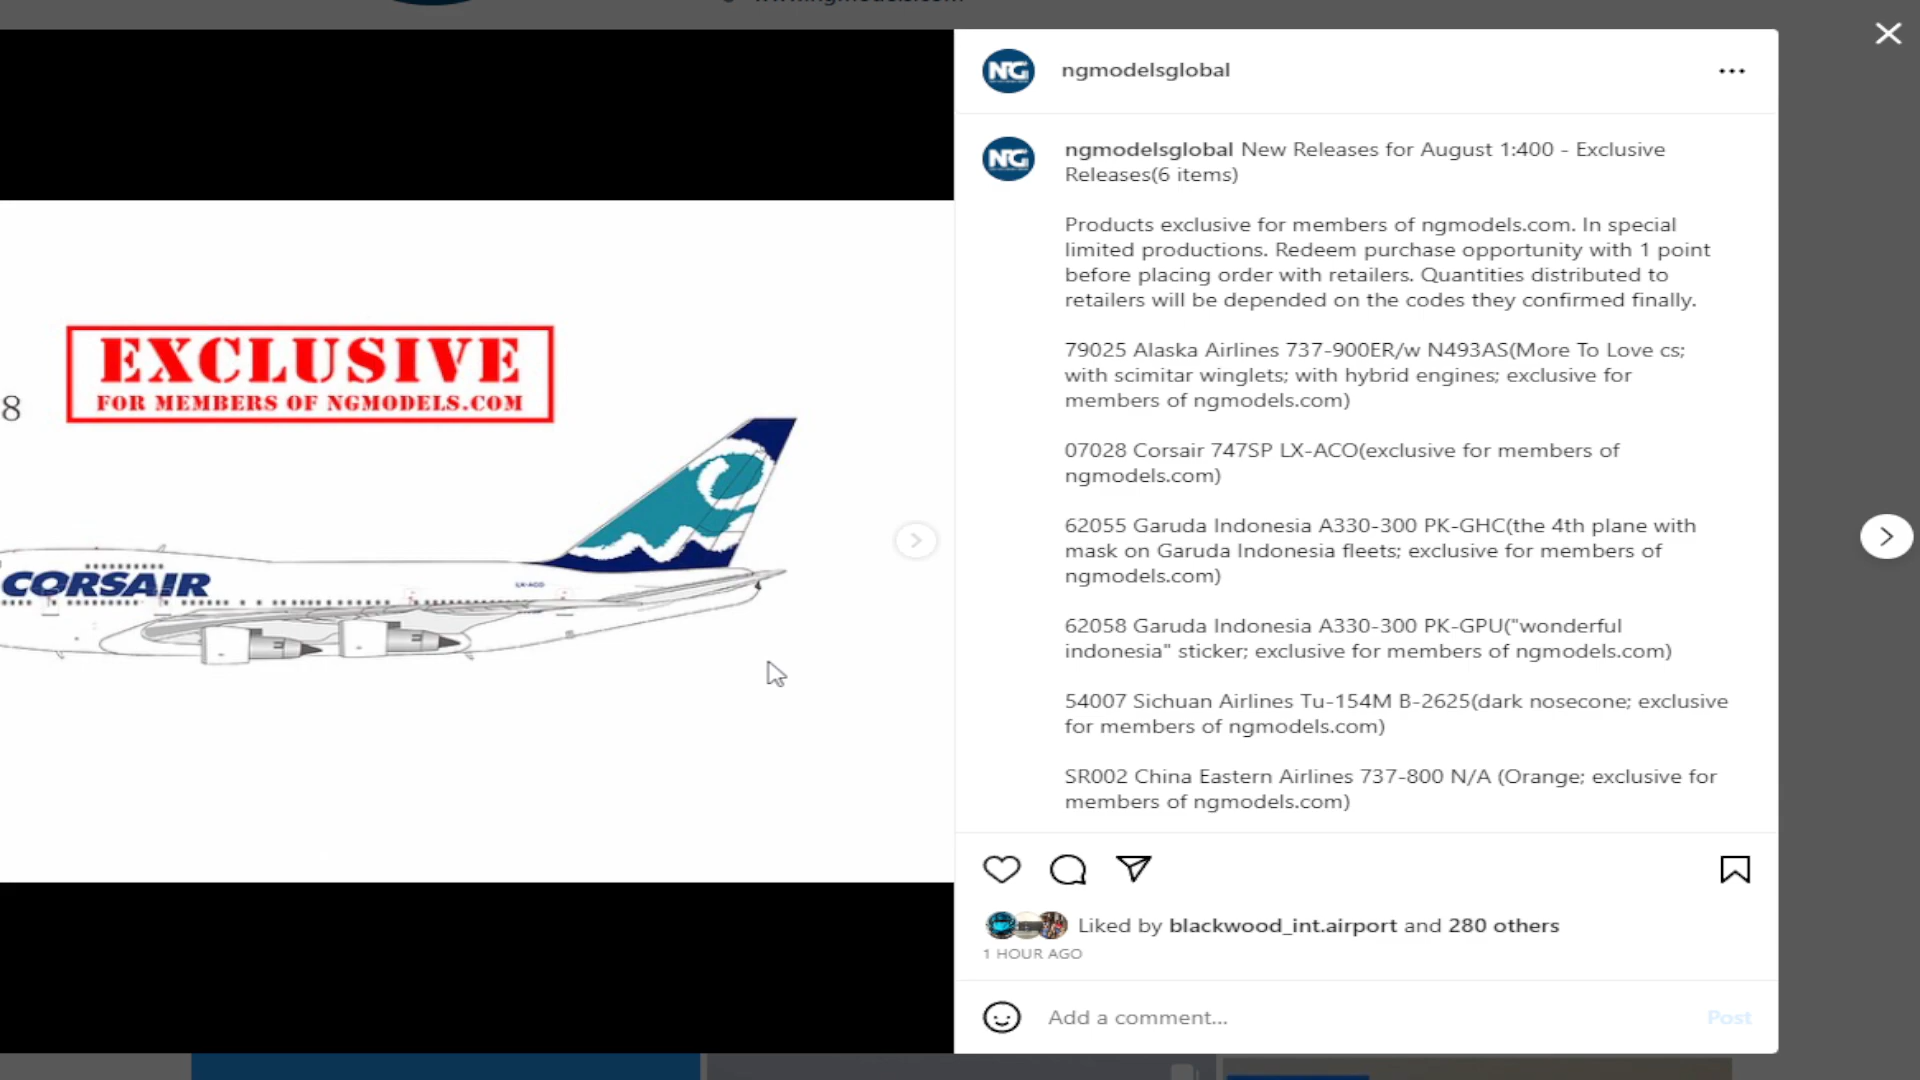 ngmodelsglobal
ngmodelsglobal New Releases for August 1:400 - Exclusive
Releases(6 items)
Products exclusive for members of ngmodels.com. In special
limited productions. Redeem purchase opportunity with 1 point
before placing order with retailers. Quantities distributed to
retailers will be depended on the codes they confirmed finally.
79025 Alaska Airlines 737-900ER/w N493AS(More To Love cs;
with scimitar winglets; with hybrid engines; exclusive for
members of ngmodels.com)
07028 Corsair 747SP LX-ACO(exclusive for members of
ngmodels.com)
62055 Garuda Indonesia A330-300 PK-GHC(the 4th plane with
mask on Garuda Indonesia fleets; exclusive for members of
ngmodels.com)
62058 Garuda Indonesia A330-300 PK-GPU("wonderful
indonesia" sticker; exclusive for members of ngmodels.com)
54007 Sichuan Airlines Tu-154M B-2625(dark nosecone; exclusive
for members of ngmodels.com)
SR002 China Eastern Airlines 737-800 N/A (Orange; exclusive for
members of ngmodels.com)
Liked by blackwood_int.airport and 280 others
1 HOUR AGO
Add a comment...
Post
8
EXCLUSIVE
FOR MEMBERS OF NGMODELS.COM
CORSAIR
LX-ACO
NG
NG